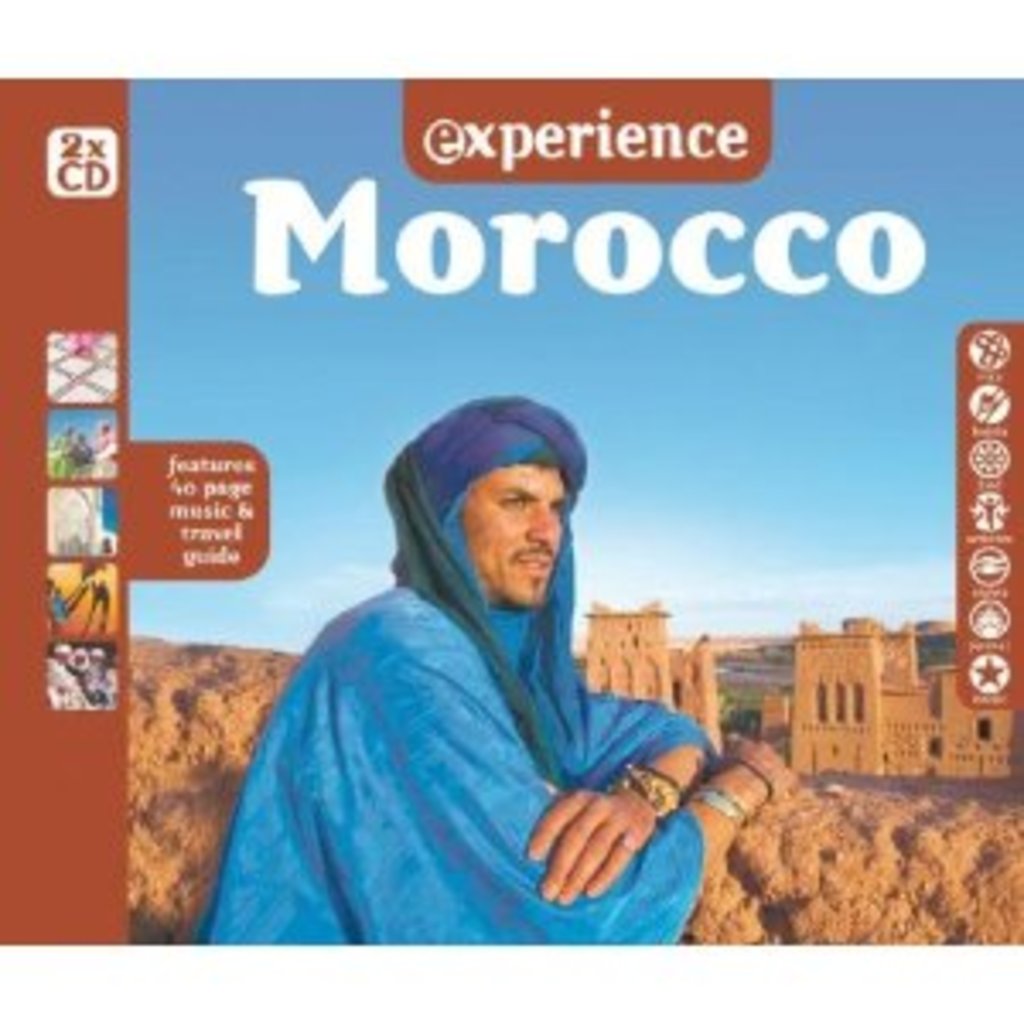 experience
Morocco
2x
CD
features
40 page
music &
travel
guide